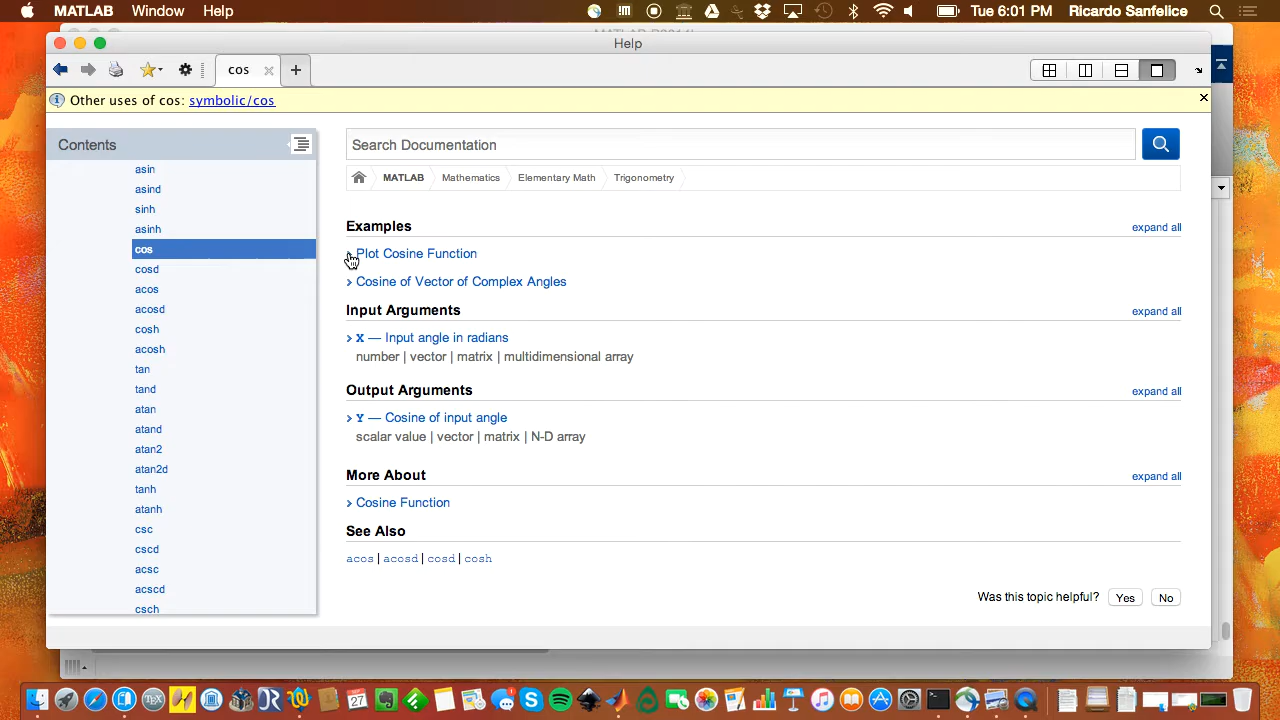 MATLAB Window Help Tue 6:01 PM Ricardo Sanfelice
Help
cos
Other uses of cos: symbolic/cos
Contents
asin
asind
sinh
asinh
cos
cosd
acos
acosd
cosh
acosh
tan
tand
atan
atand
atan2
atan2d
tanh
atanh
csc
cscd
acsc
acscd
csch
Search Documentation
MATLAB Mathematics Elementary Math Trigonometry
Examples expand all
Plot Cosine Function
Cosine of Vector of Complex Angles
Input Arguments expand all
X — Input angle in radians
number | vector | matrix | multidimensional array
Output Arguments expand all
Y — Cosine of input angle
scalar value | vector | matrix | N-D array
More About expand all
Cosine Function
See Also
acos | acosd | cosd | cosh
Was this topic helpful? Yes No